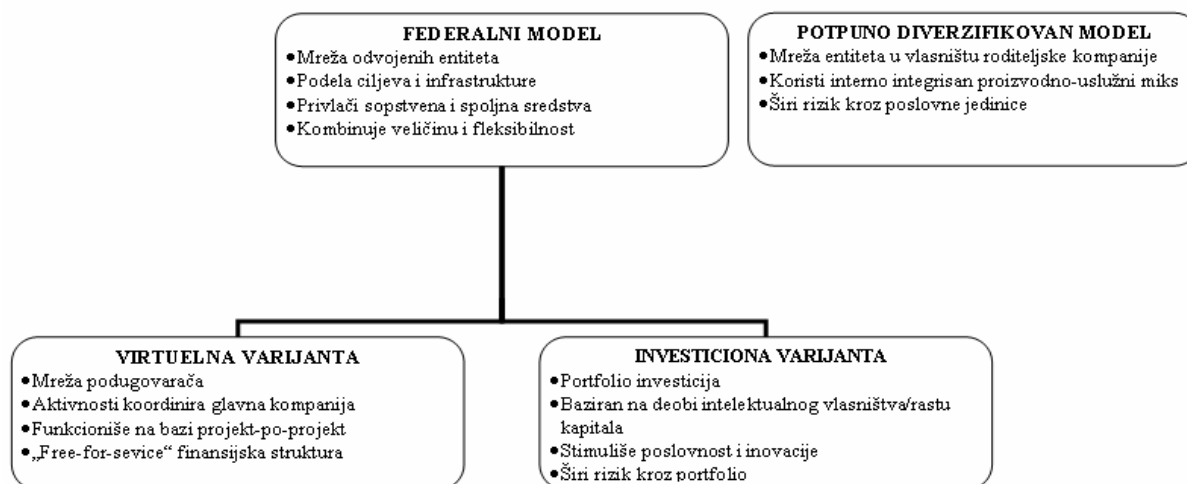 FEDERALNI MODEL
•Mreža odvojenih entiteta
•Podela ciljeva i infrastrukture
•Privlači sopstvena i spoljna sredstva
•Kombinuje veličinu i fleksibilnost
POTPUNO DIVERZIFIKOVAN MODEL
•Mreža entiteta u vlasništvu roditeljske kompanije
•Koristi interno integrisan proizvodno-uslužni miks
•Širi rizik kroz poslovne jedinice
VIRTUELNA VARIJANTA
•Mreža podugovarača
•Aktivnosti koordinira glavna kompanija
•Funkcioniše na bazi projekt-po-projekt
•„Free-for-sevice“ finansijska struktura
INVESTICIONA VARIJANTA
•Portfolio investicija
•Baziran na deobi intelektualnog vlasništva/rastu
kapitala
•Stimuliše poslovnost i inovacije
•Širi rizik kroz portfolio